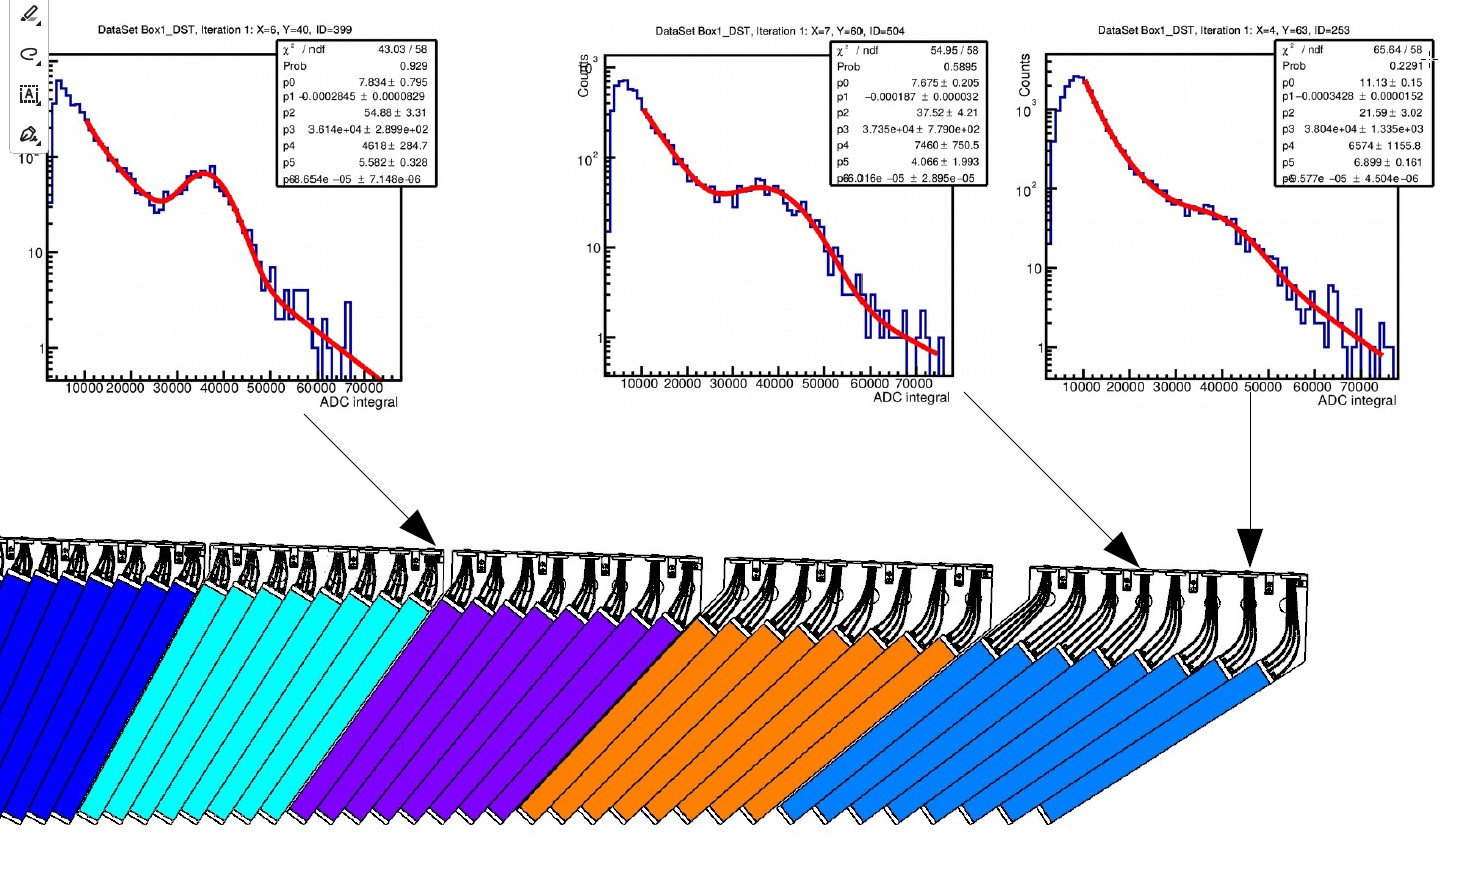 DataSet Box1_DST, Iteration 1: X=6, Y=40, ID=399
χ² / ndf 43.03 / 58
Prob 0.929
p0 7.834 ± 0.795
p1 -0.0002845 ± 0.0000829
p2 54.88 ± 3.31
p3 3.614e+04 ± 2.899e+02
p4 4618 ± 284.7
p5 5.582 ± 0.328
10
1
10000 20000 30000 40000 50000 60000 70000
ADC integral
DataSet Box1_DST, Iteration 1: X=7, Y=60, ID=504
Counts
χ² / ndf 54.95 / 58
Prob 0.5895
p0 7.675 ± 0.205
p1 -0.000187 ± 0.000032
p2 37.52 ± 4.21
p3 3.735e+04 ± 7.790e+02
p4 7460 ± 750.5
p5 4.066 ± 1.993
10³
10²
10
1
10000 20000 30000 40000 50000 60000 70000
ADC integral
DataSet Box1_DST, Iteration 1: X=4, Y=63, ID=253
Counts
χ² / ndf 65.64 / 58
Prob 0.2291
p0 11.13 ± 0.15
p1 -0.0003428 ± 0.0000152
p2 21.59 ± 3.02
p3 3.804e+04 ± 1.335e+03
p4 6574 ± 1155.8
p5 6.899 ± 0.161
10³
10²
10
1
10000 20000 30000 40000 50000 60000 70000
ADC integral